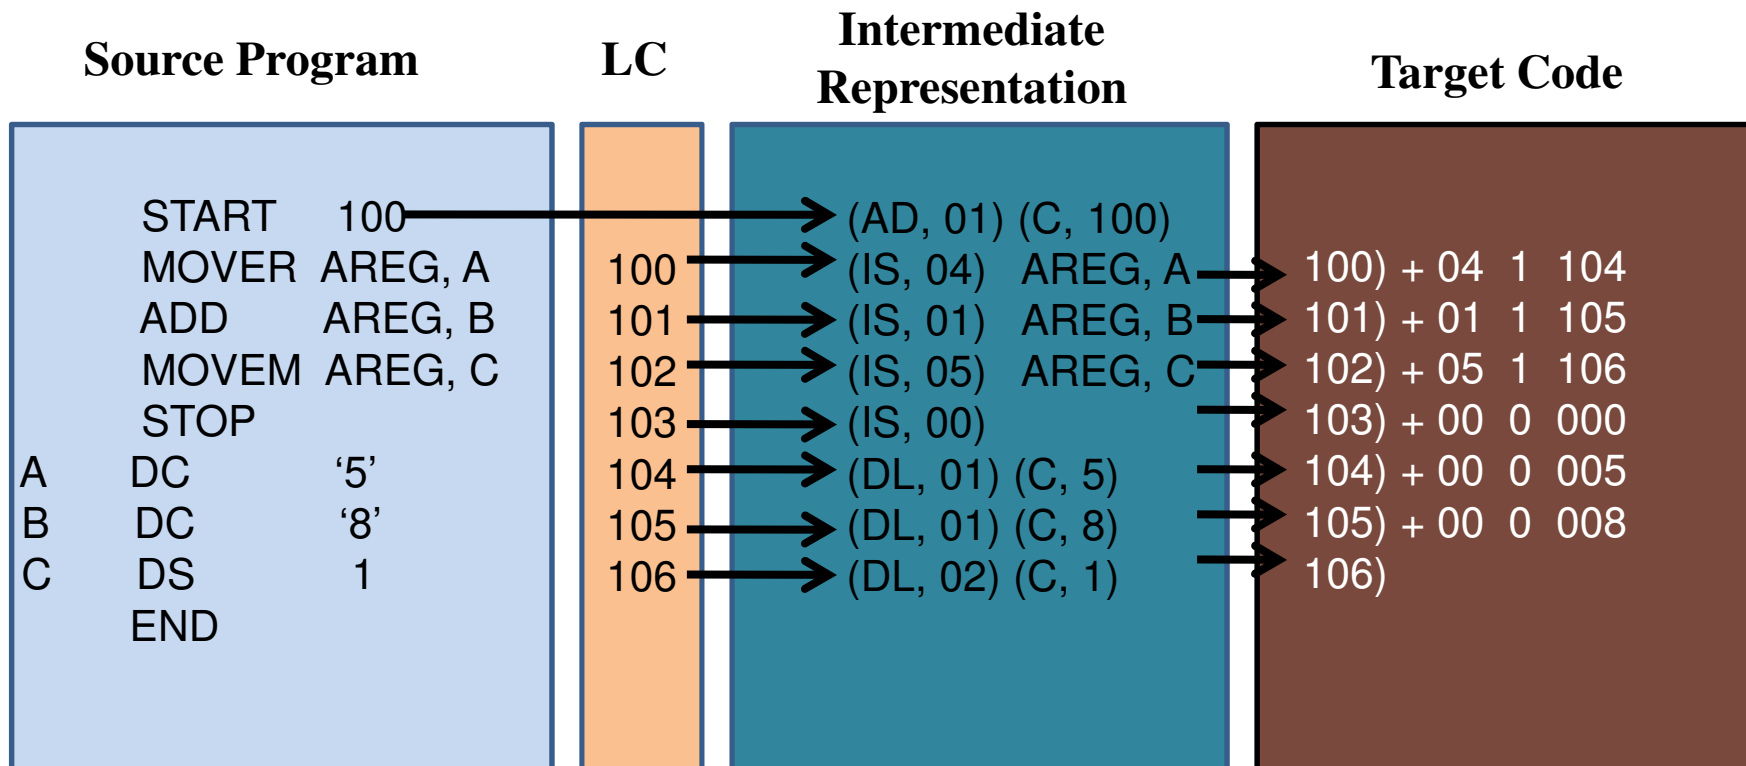 Source Program
LC
Intermediate
Representation
Target Code
START 100
MOVER AREG, A
ADD AREG, B
MOVEM AREG, C
STOP
A DC ‘5’
B DC ‘8’
C DS 1
END
100
101
102
103
104
105
106
(AD, 01) (C, 100)
(IS, 04) AREG, A
(IS, 01) AREG, B
(IS, 05) AREG, C
(IS, 00)
(DL, 01) (C, 5)
(DL, 01) (C, 8)
(DL, 02) (C, 1)
100) + 04 1 104
101) + 01 1 105
102) + 05 1 106
103) + 00 0 000
104) + 00 0 005
105) + 00 0 008
106)